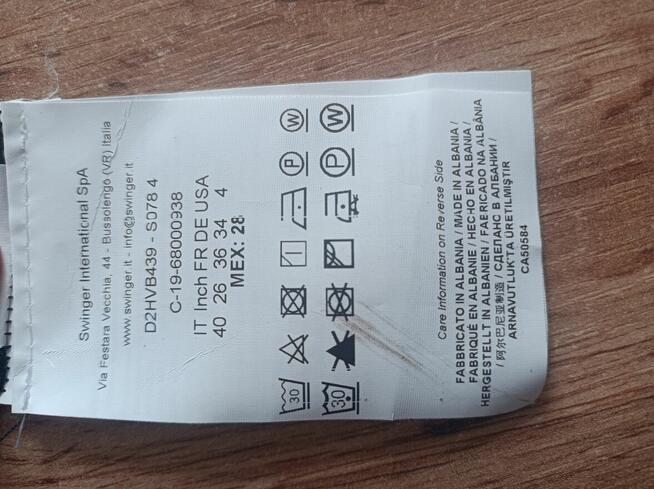 Swinger International SpA
Via Festara Vecchia, 44 - Bussolengo (VR) Italia
www.swinger.it - info@swinger.it
D2HVB439 - S078 4
C-19-68000938
IT Inch FR DE USA
40 26 36 34 4
MEX: 28
30 P W
30 P W
Care Information on Reverse Side
FABBRICATO IN ALBANIA / MADE IN ALBANIA /
FABRIQUÉ EN ALBANIE / HECHO EN ALBANIA /
HERGESTELLT IN ALBANIEN / FABRICADO NA ALBÂNIA
/ 阿尔巴尼亚制造 / СДЕЛАНО В АЛБАНИИ /
ARNAVUTLUK'TA ÜRETILMIŞTIR
CA50584